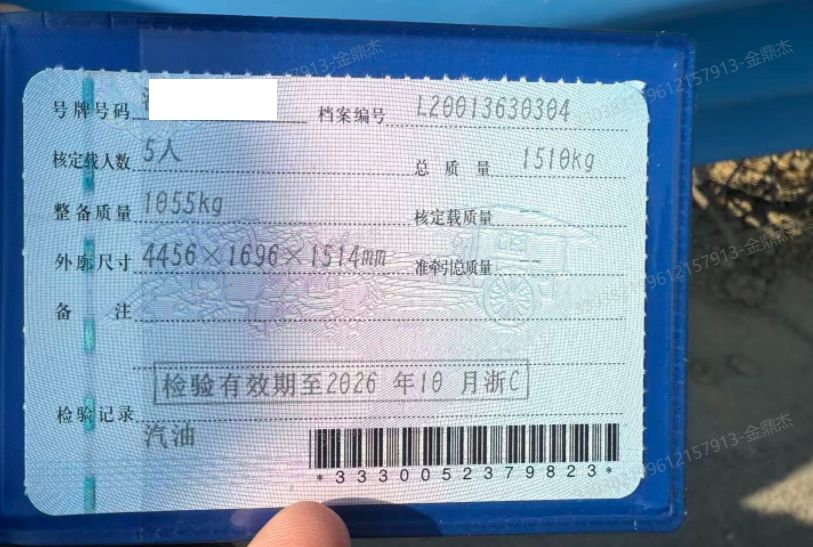 号牌号码 档案编号 L20013630304
核定载人数 5人 总质量 1510kg
整备质量 1055kg 核定载质量 --
外廓尺寸 4456×1696×1514mm 准牵引总质量 --
备注
检验有效期至2026 年10 月浙C
检验记录
汽油
*3330052379823*